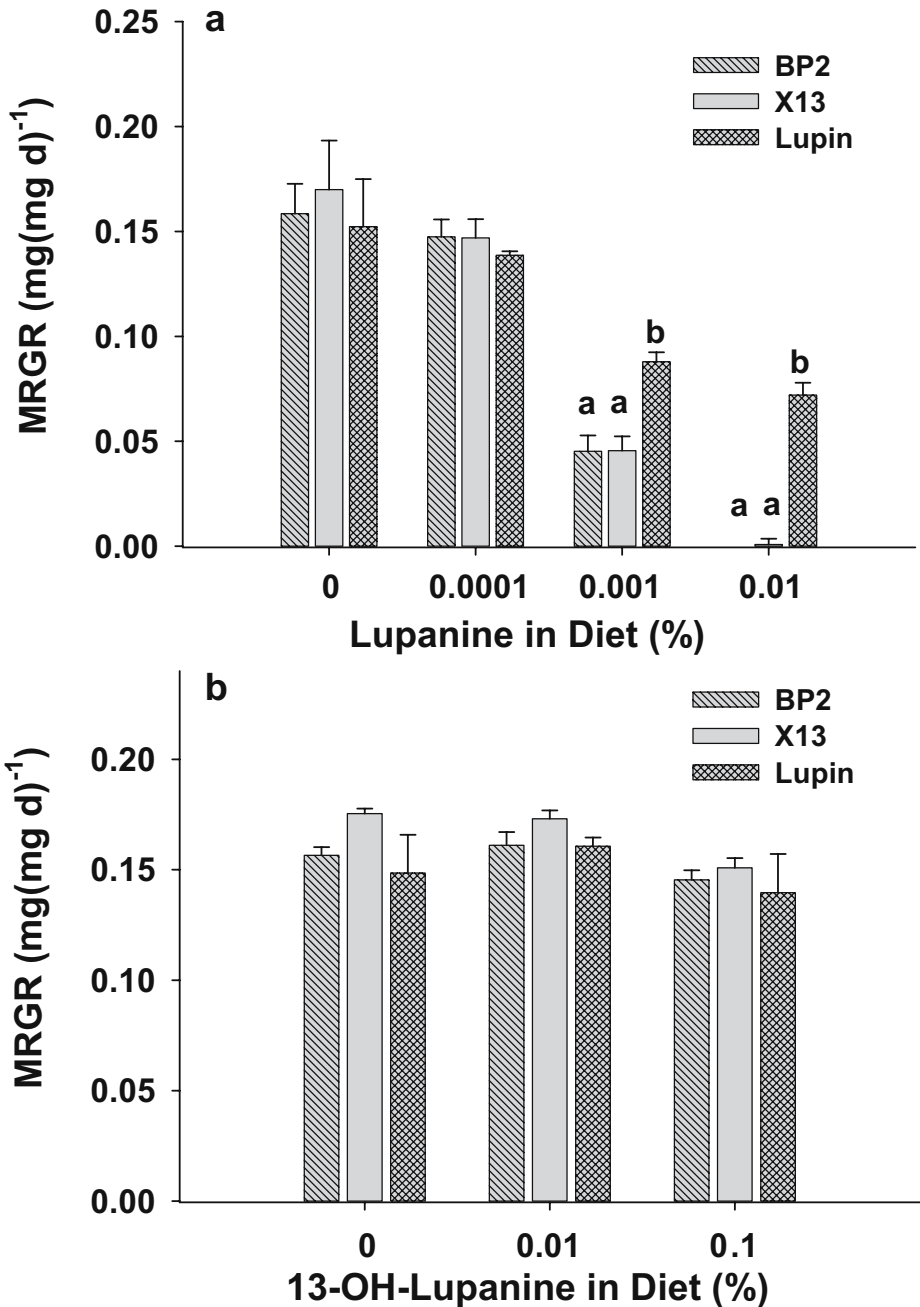 a
0.25
0.20
0.15
0.10
0.05
0.00
MRGR (mg(mg d)⁻¹)
BP2
X13
Lupin
a a b
a a b
0 0.0001 0.001 0.01
Lupanine in Diet (%)
b
0.20
0.15
0.10
0.05
0.00
MRGR (mg(mg d)⁻¹)
BP2
X13
Lupin
0 0.01 0.1
13-OH-Lupanine in Diet (%)